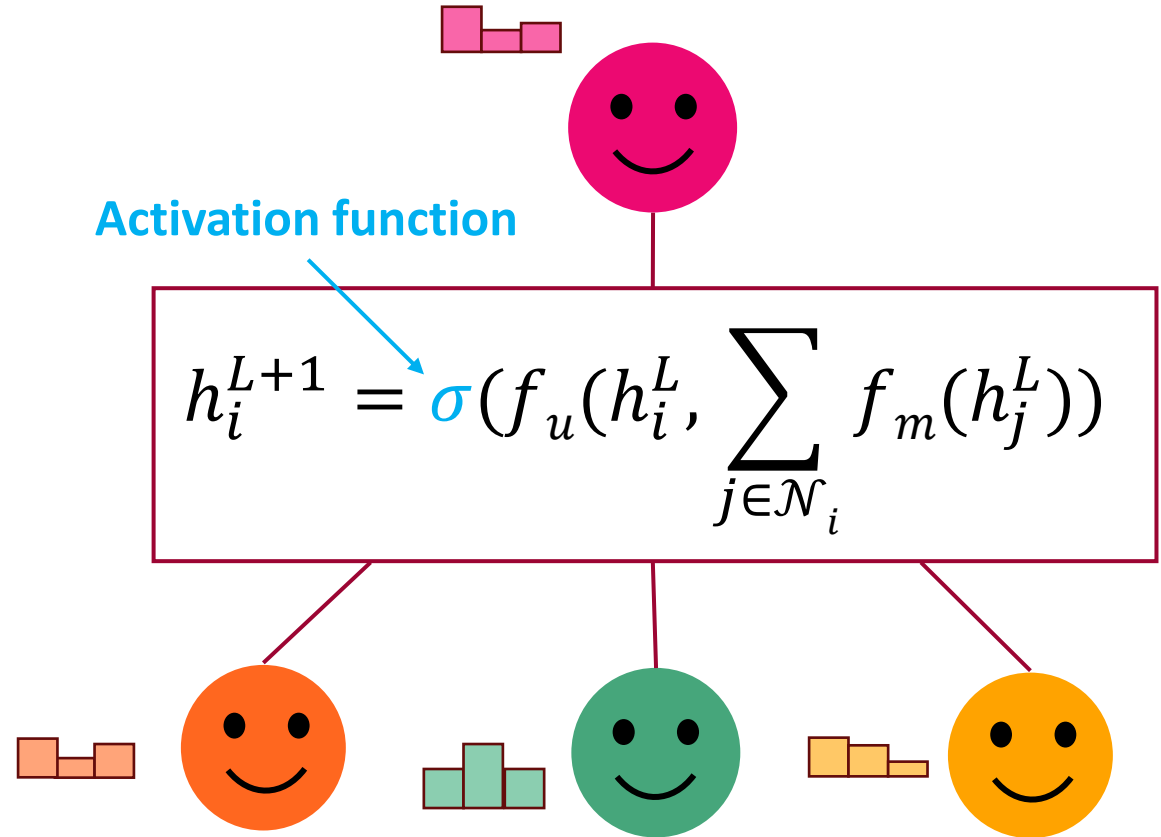 Activation function
h_i^{L+1} = σ(f_u(h_i^L, ∑_{j∈𝒩_i} f_m(h_j^L))